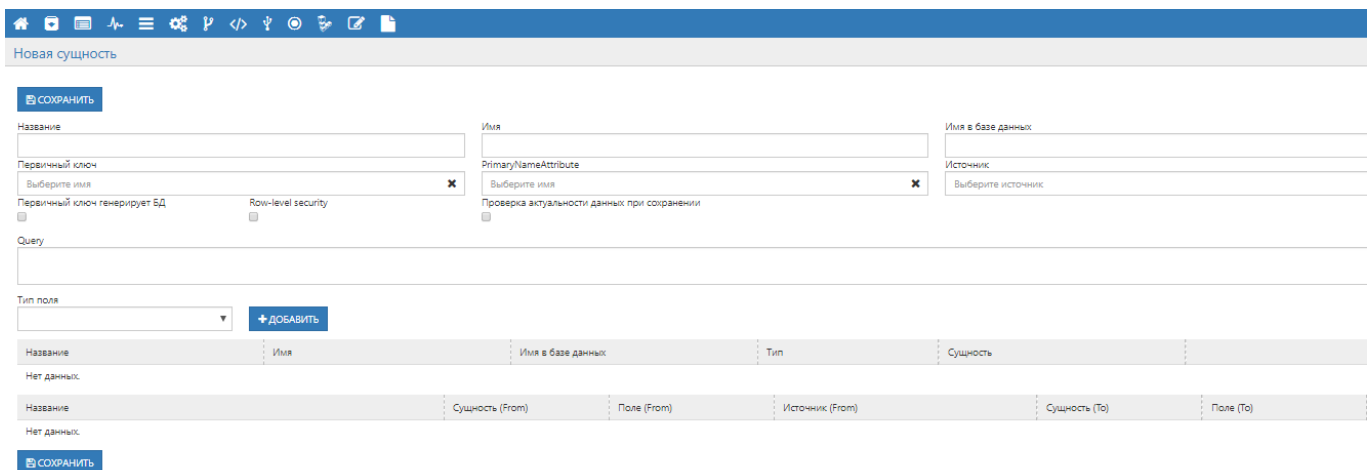 Новая сущность
СОХРАНИТЬ
Название Имя Имя в базе данных
Первичный ключ PrimaryNameAttribute Источник
Выберите имя Выберите имя Выберите источник
Первичный ключ генерирует БД Row-level security Проверка актуальности данных при сохранении
Query
Тип поля
ДОБАВИТЬ
Название Имя Имя в базе данных Тип Сущность
Нет данных.
Название Сущность (From) Поле (From) Источник (From) Сущность (To) Поле (To)
Нет данных.
СОХРАНИТЬ